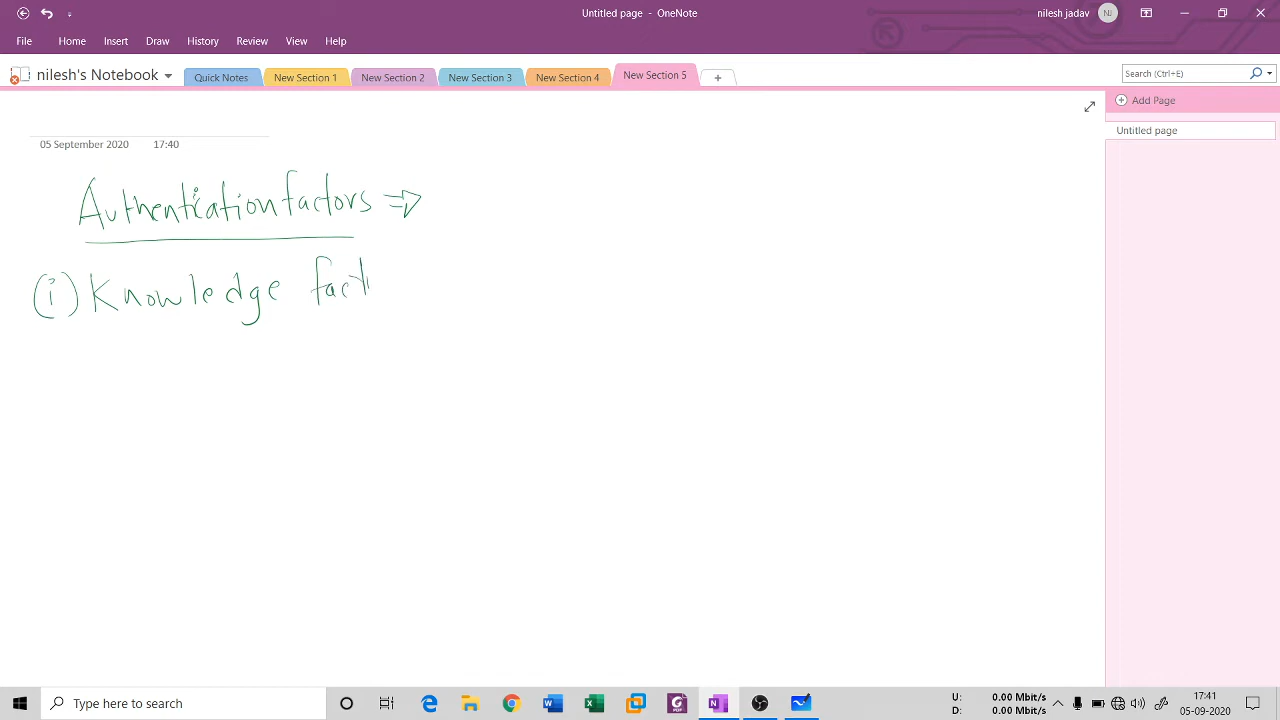 Untitled page - OneNote
nilesh jadav
NJ
File Home Insert Draw History Review View Help
nilesh's Notebook
Quick Notes
New Section 1
New Section 2
New Section 3
New Section 4
New Section 5
Search (Ctrl+E)
Add Page
Untitled page
05 September 2020 17:40
Authentication factors ⇒
(i) Knowledge fact
Type here to search
U: 0.00 Mbit/s
D: 0.00 Mbit/s
17:41
05-09-2020